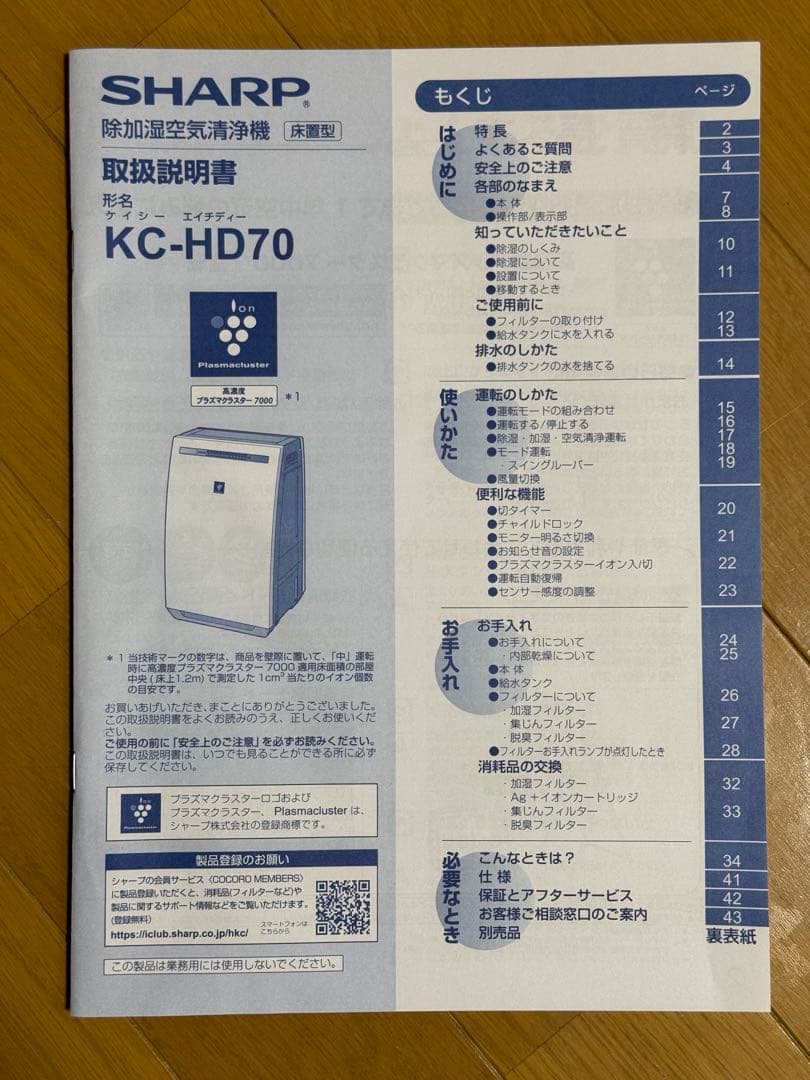 SHARP®
除加湿空気清浄機 床置型
取扱説明書
形名
ケイシー エイチディー
KC-HD70
ion
Plasmacluster
高濃度
プラズマクラスター7000
*1
*1 当技術マークの数字は、商品を壁際に置いて、「中」運転
時に高濃度プラズマクラスター7000適用床面積の部屋
中央(床上1.2m)で測定した1cm³当たりのイオン個数
の目安です。
お買いあげいただき、まことにありがとうございました。
この取扱説明書をよくお読みのうえ、正しくお使いくだ
さい。
ご使用の前に「安全上のご注意」を必ずお読みください。
この取扱説明書は、いつでも見ることができる所に必ず
保存してください。
ion
Plasmacluster
プラズマクラスターロゴおよび
プラズマクラスター、Plasmaclusterは、
シャープ株式会社の登録商標です。
製品登録のお願い
シャープの会員サービス〈COCORO MEMBERS〉
に製品登録いただくと、消耗品(フィルターなど)や
製品に関するサポート情報などをご覧いただけます。
(登録無料)
スマートフォンは
こちらから
https://iclub.sharp.co.jp/hkc/
この製品は業務用には使用しないでください。
もくじ ページ
はじめに
特長 2
よくあるご質問 3
安全上のご注意 4
各部のなまえ
●本体 7
●操作部/表示部 8
知っていただきたいこと
●除湿のしくみ 10
●除湿について
●設置について 11
●移動するとき
ご使用前に
●フィルターの取り付け 12
●給水タンクに水を入れる 13
排水のしかた
●排水タンクの水を捨てる 14
使いかた
運転のしかた
●運転モードの組み合わせ 15
●運転する/停止する 16
●除湿・加湿・空気清浄運転 17
●モード運転 18
・スイングルーバー 19
●風量切換
便利な機能
●切タイマー 20
●チャイルドロック
●モニター明るさ切換 21
●お知らせ音の設定
●プラズマクラスターイオン入/切 22
●運転自動復帰
●センサー感度の調整 23
お手入れ
お手入れ
●お手入れについて 24
・内部乾燥について 25
●本体
●給水タンク
●フィルターについて 26
・加湿フィルター
・集じんフィルター 27
・脱臭フィルター
●フィルターお手入れランプが点灯したとき 28
消耗品の交換
・加湿フィルター 32
・Ag+イオンカートリッジ
・集じんフィルター 33
・脱臭フィルター
必要なとき
こんなときは? 34
仕様 41
保証とアフターサービス 42
お客様ご相談窓口のご案内 43
別売品 裏表紙